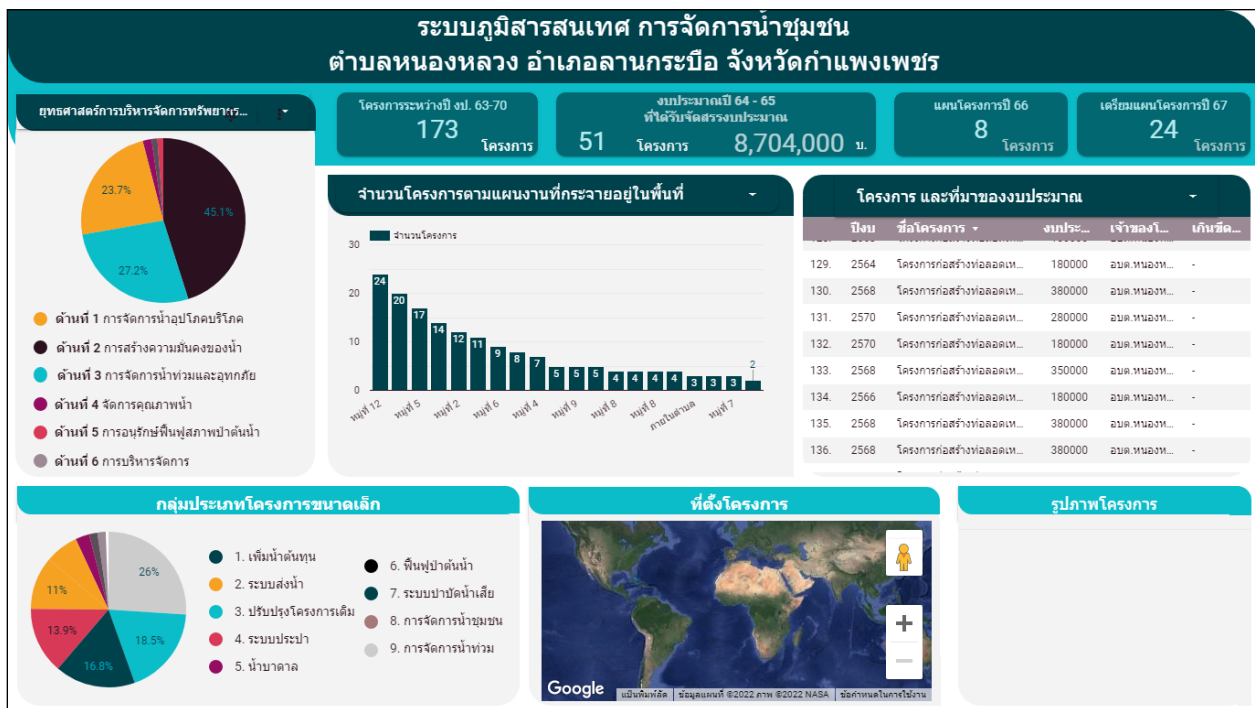 ระบบภูมิสารสนเทศ การจัดการน้ำชุมชน
ตำบลหนองหลวง อำเภอลานกระบือ จังหวัดกำแพงเพชร
ยุทธศาสตร์การบริหารจัดการทรัพยากร...
โครงการระหว่างปี งป. 63-70
173
โครงการ
งบประมาณปี 64 - 65
ที่ได้รับจัดสรรงบประมาณ
51 โครงการ 8,704,000 บ.
แผนโครงการปี 66
8
โครงการ
เตรียมแผนโครงการปี 67
24
โครงการ
23.7%
45.1%
27.2%
ด้านที่ 1 การจัดการน้ำอุปโภคบริโภค
ด้านที่ 2 การสร้างความมั่นคงของน้ำ
ด้านที่ 3 การจัดการน้ำท่วมและอุทกภัย
ด้านที่ 4 จัดการคุณภาพน้ำ
ด้านที่ 5 การอนุรักษ์ฟื้นฟูสภาพป่าต้นน้ำ
ด้านที่ 6 การบริหารจัดการ
จำนวนโครงการตามแผนงานที่กระจายอยู่ในพื้นที่
จำนวนโครงการ
30
20
10
0
24 20 17 14 12 11 9 8 7 5 5 5 4 4 4 4 3 3 3 2
หมู่ที่ 12 หมู่ที่ 5 หมู่ที่ 2 หมู่ที่ 6 หมู่ที่ 4 หมู่ที่ 9 หมู่ที่ 8 หมู่ที่ 8 ภายในตำบล หมู่ที่ 7
โครงการ และที่มาของงบประมาณ
ปีงบ ชื่อโครงการ งบประ... เจ้าของโ... เกินขีด...
129. 2564 โครงการก่อสร้างท่อลอดเห... 180000 อบต.หนองห... -
130. 2568 โครงการก่อสร้างท่อลอดเห... 380000 อบต.หนองห... -
131. 2570 โครงการก่อสร้างท่อลอดเห... 280000 อบต.หนองห... -
132. 2570 โครงการก่อสร้างท่อลอดเห... 180000 อบต.หนองห... -
133. 2568 โครงการก่อสร้างท่อลอดเห... 350000 อบต.หนองห... -
134. 2566 โครงการก่อสร้างท่อลอดเห... 180000 อบต.หนองห... -
135. 2568 โครงการก่อสร้างท่อลอดเห... 380000 อบต.หนองห... -
136. 2568 โครงการก่อสร้างท่อลอดเห... 380000 อบต.หนองห... -
กลุ่มประเภทโครงการขนาดเล็ก
26%
11%
13.9%
18.5%
16.8%
1. เพิ่มน้ำต้นทุน
2. ระบบส่งน้ำ
3. ปรับปรุงโครงการเดิม
4. ระบบประปา
5. น้ำบาดาล
6. ฟื้นฟูป่าต้นน้ำ
7. ระบบบำบัดน้ำเสีย
8. การจัดการน้ำชุมชน
9. การจัดการน้ำท่วม
ที่ตั้งโครงการ
Google
แป้นพิมพ์ลัด ข้อมูลแผนที่ ©2022 ภาพ ©2022 NASA ข้อกำหนดในการใช้งาน
รูปภาพโครงการ